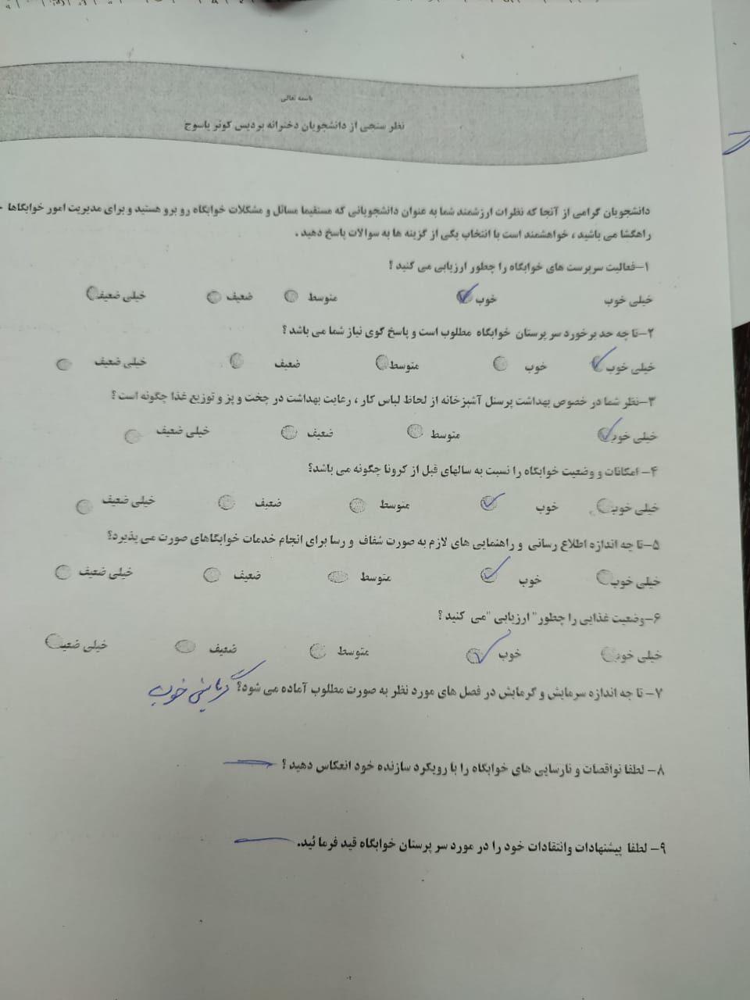 باسمه تعالی
نظر سنجی از دانشجویان دخترانه پردیس کوثر یاسوج
دانشجویان گرامی از آنجا که نظرات ارزشمند شما به عنوان دانشجویانی که مستقیما مسائل و مشکلات خوابگاه رو برو هستید و برای مدیریت امور خوابگاها
راهگشا می باشید ، خواهشمند است با انتخاب یکی از گزینه ها به سوالات پاسخ دهید .
۱-فعالیت سرپرست های خوابگاه را چطور ارزیابی می کنید ؟
خیلی خوب خوب متوسط ضعیف خیلی ضعیف
۲-تا چه حد برخورد سر پرستان خوابگاه مطلوب است و پاسخ گوی نیاز شما می باشد ؟
خیلی خوب خوب متوسط ضعیف خیلی ضعیف
۳-نظر شما در خصوص بهداشت پرسنل آشپزخانه از لحاظ لباس کار ، رعایت بهداشت در چخت و پز و توزیع غذا چگونه است ؟
خیلی خوب متوسط ضعیف خیلی ضعیف
۴- امکانات و وضعیت خوابگاه را نسبت به سالهای قبل از کرونا چگونه می باشد؟
خیلی خوب خوب متوسط ضعیف خیلی ضعیف
۵-تا چه اندازه اطلاع رسانی و راهنمایی های لازم به صورت شفاف و رسا برای انجام خدمات خوابگاهای صورت می پذیرد؟
خیلی خوب خوب متوسط ضعیف خیلی ضعیف
۶-وضعیت غذایی را چطور" ارزیابی "می کنید ؟
خیلی خوب خوب متوسط ضعیف خیلی ضعیف
۷- تا چه اندازه سرمایش و گرمایش در فصل های مورد نظر به صورت مطلوب آماده می شود؟ گرمایشی خوب
۸- لطفا نواقصات و نارسایی های خوابگاه را با رویکرد سازنده خود انعکاس دهید ؟
۹- لطفا پیشنهادات وانتقادات خود را در مورد سر پرستان خوابگاه قید فرما ئید.